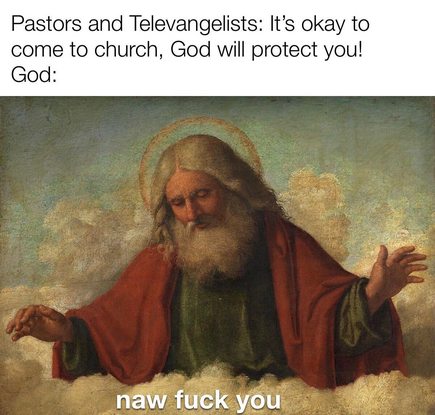 Pastors and Televangelists: It’s okay to
come to church, God will protect you!
God:
naw fuck you